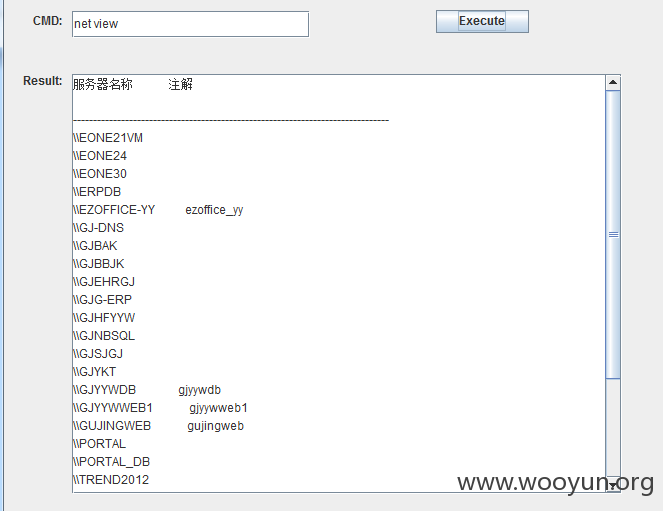 CMD:
net view
Execute
Result:
服务器名称 注解
-------------------------------------------------------------------------------
\\EONE21VM
\\EONE24
\\EONE30
\\ERPDB
\\EZOFFICE-YY ezoffice_yy
\\GJ-DNS
\\GJBAK
\\GJBBJK
\\GJEHRGJ
\\GJG-ERP
\\GJHFYYW
\\GJNBSQL
\\GJSJGJ
\\GJYKT
\\GJYYWDB gjyywdb
\\GJYYWWEB1 gjyywweb1
\\GUJINGWEB gujingweb
\\PORTAL
\\PORTAL_DB
\\TREND2012
www.wooyun.org